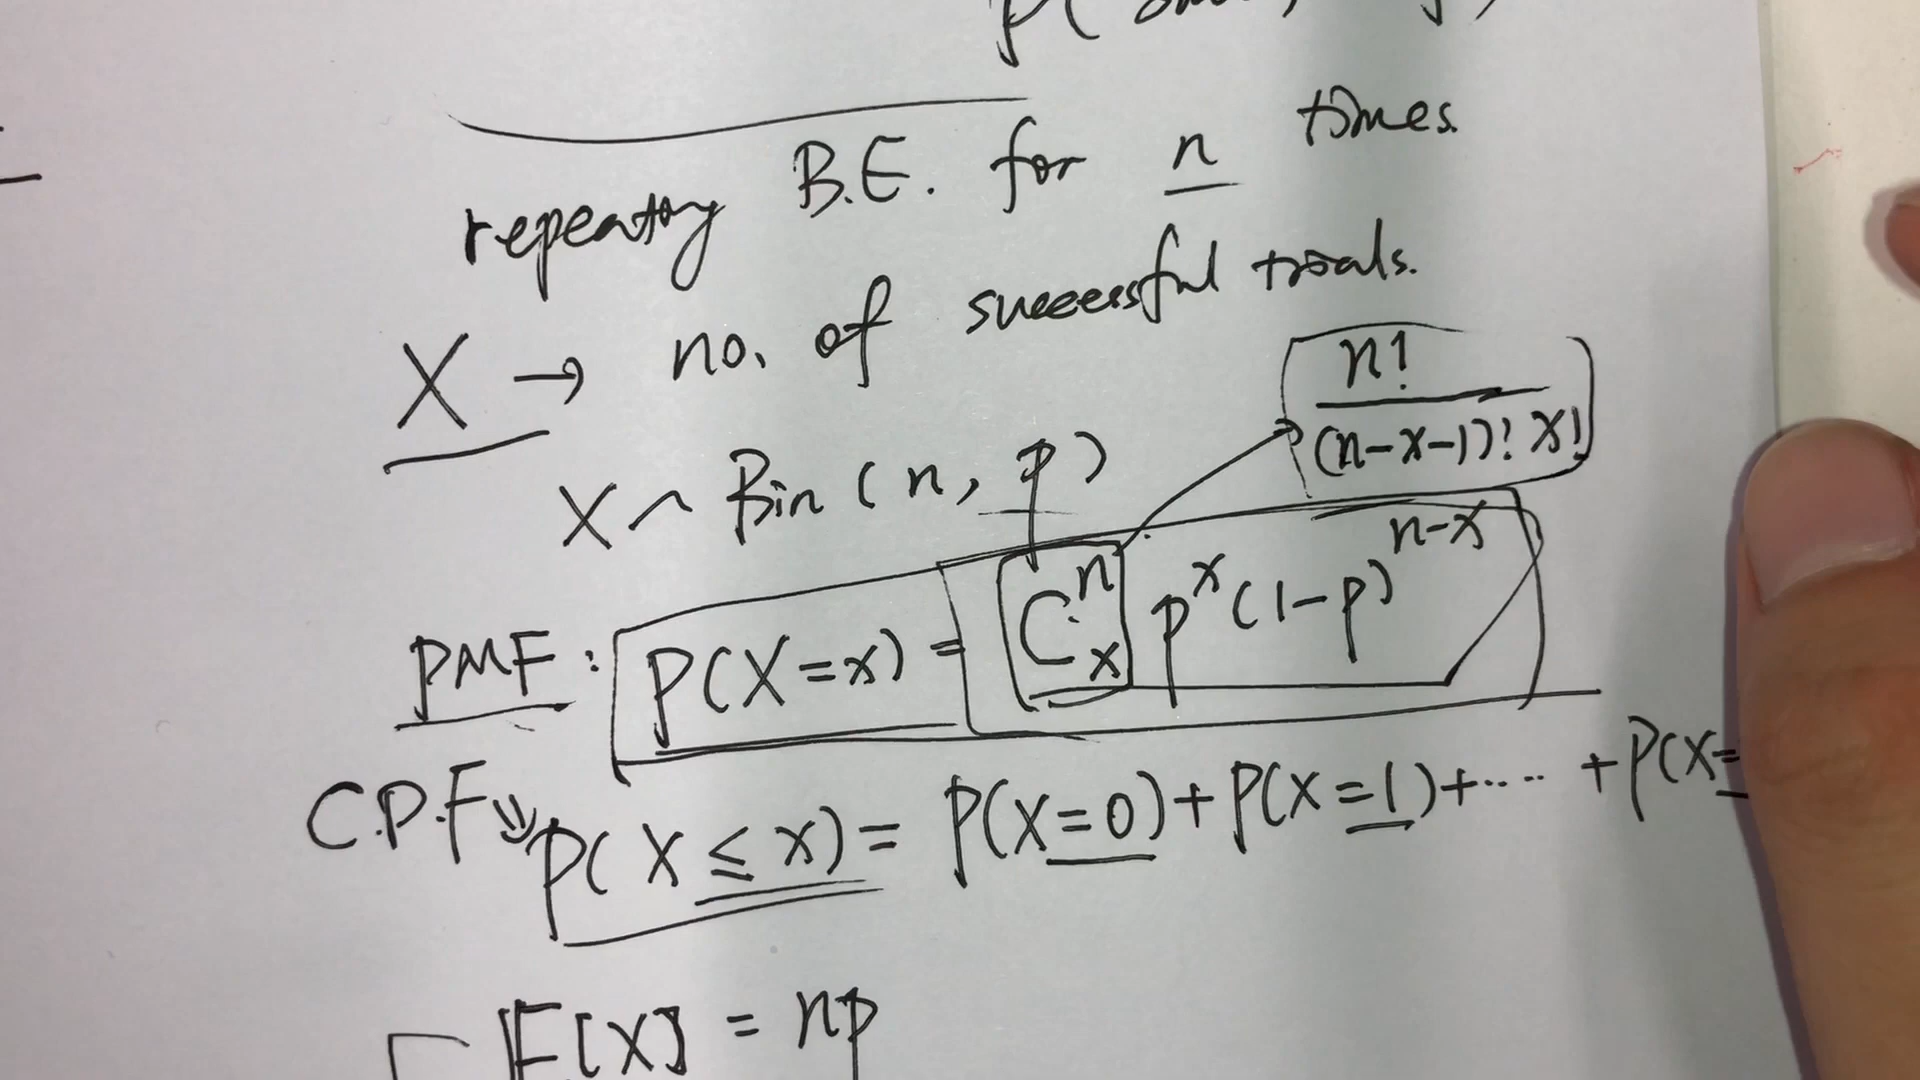 P(
repeating B.E. for n times.
X → no. of successful trials.
X ~ Bin (n, p)
n!
(n-x-1)! x!
PMF : P(X=x) = C^n_x p^x (1-p)^{n-x}
C.D.F P(X ≤ x) = P(X=0)+P(X=1)+..... +P(X=
E[X] = np